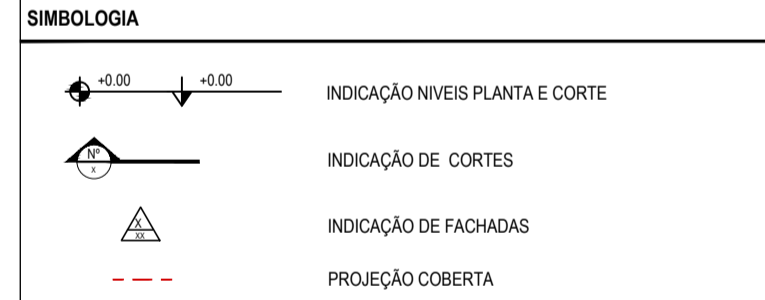 SIMBOLOGIA
+0.00 +0.00
INDICAÇÃO NIVEIS PLANTA E CORTE
Nº
x
INDICAÇÃO DE CORTES
X
XX
INDICAÇÃO DE FACHADAS
PROJEÇÃO COBERTA